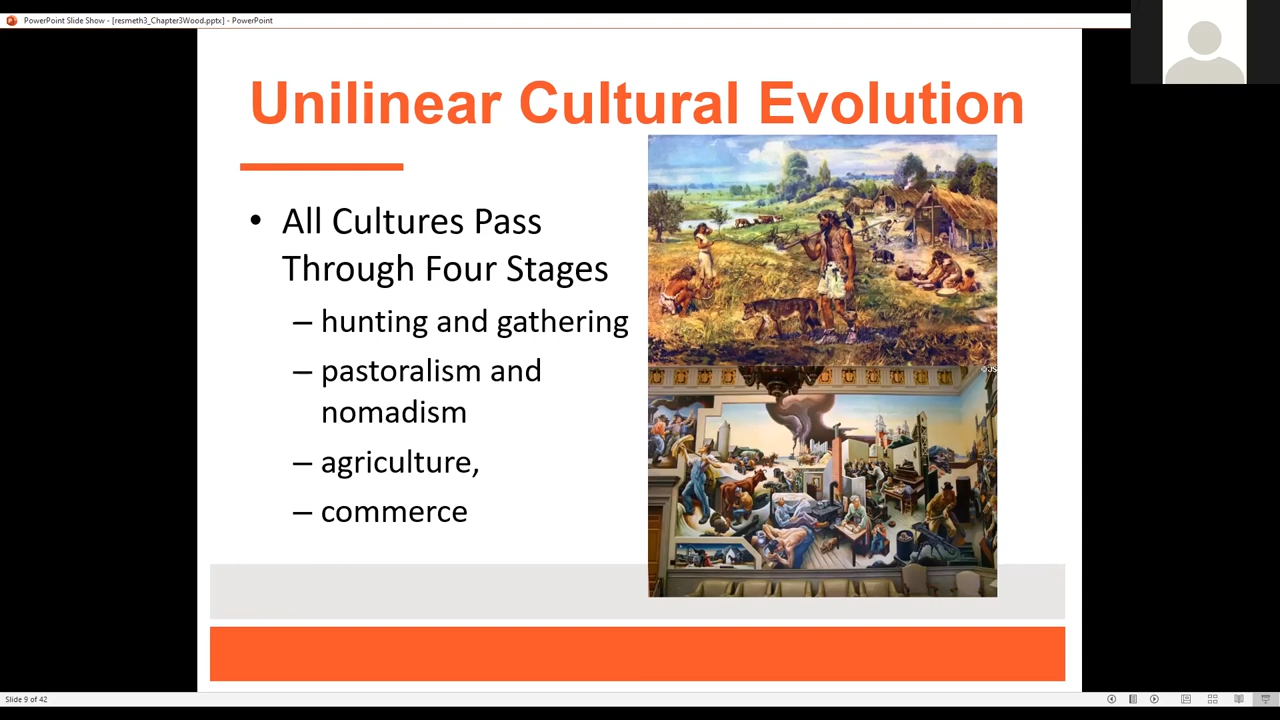 PowerPoint Slide Show - [resmeth3_Chapter3Wood.pptx] - PowerPoint
Unilinear Cultural Evolution
• All Cultures Pass
Through Four Stages
– hunting and gathering
– pastoralism and
nomadism
– agriculture,
– commerce
©JS
Slide 9 of 42